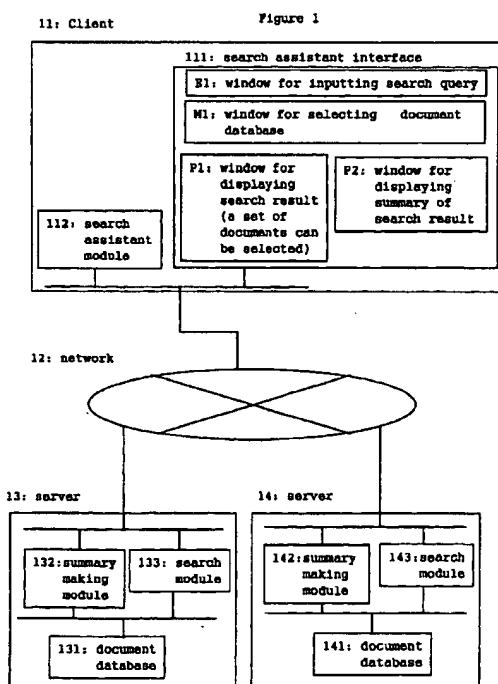 Figure 1
11: Client
111: search assistant interface
E1: window for inputting search query
M1: window for selecting document
database
P1: window for
displaying
search result
(a set of
documents can
be selected)
P2: window for
displaying
summary of
search result
112: search
assistant
module
12: network
13: server
132:summary
making
module
133: search
module
131: document
database
14: server
142:summary
making
module
143:search
module
141: document
database